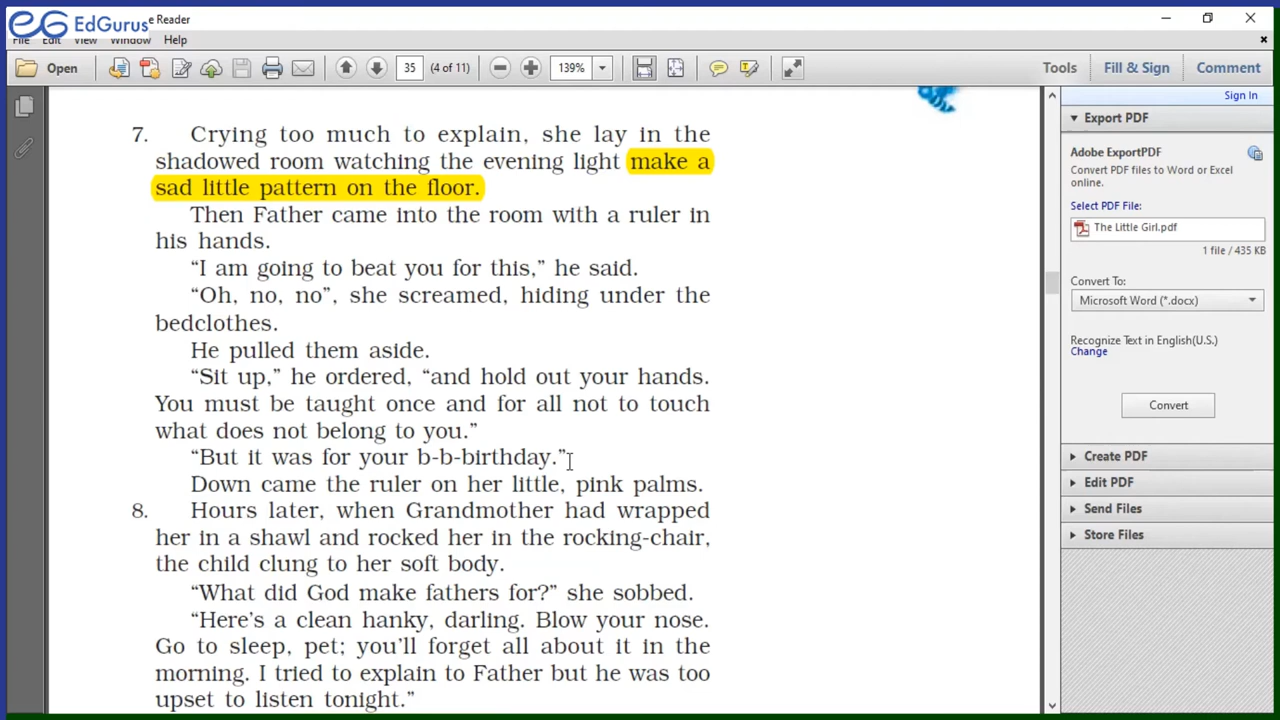 EdGurus e Reader
File Edit View Window Help
Open 35 (4 of 11) 139% Tools Fill & Sign Comment
Sign In
7. Crying too much to explain, she lay in the
shadowed room watching the evening light make a
sad little pattern on the floor.
Then Father came into the room with a ruler in
his hands.
“I am going to beat you for this,” he said.
“Oh, no, no”, she screamed, hiding under the
bedclothes.
He pulled them aside.
“Sit up,” he ordered, “and hold out your hands.
You must be taught once and for all not to touch
what does not belong to you.”
“But it was for your b-b-birthday.”
Down came the ruler on her little, pink palms.
8. Hours later, when Grandmother had wrapped
her in a shawl and rocked her in the rocking-chair,
the child clung to her soft body.
“What did God make fathers for?” she sobbed.
“Here’s a clean hanky, darling. Blow your nose.
Go to sleep, pet; you’ll forget all about it in the
morning. I tried to explain to Father but he was too
upset to listen tonight.”
Export PDF
Adobe ExportPDF
Convert PDF files to Word or Excel
online.
Select PDF File:
The Little Girl.pdf
1 file / 435 KB
Convert To:
Microsoft Word (*.docx)
Recognize Text in English(U.S.)
Change
Convert
Create PDF
Edit PDF
Send Files
Store Files